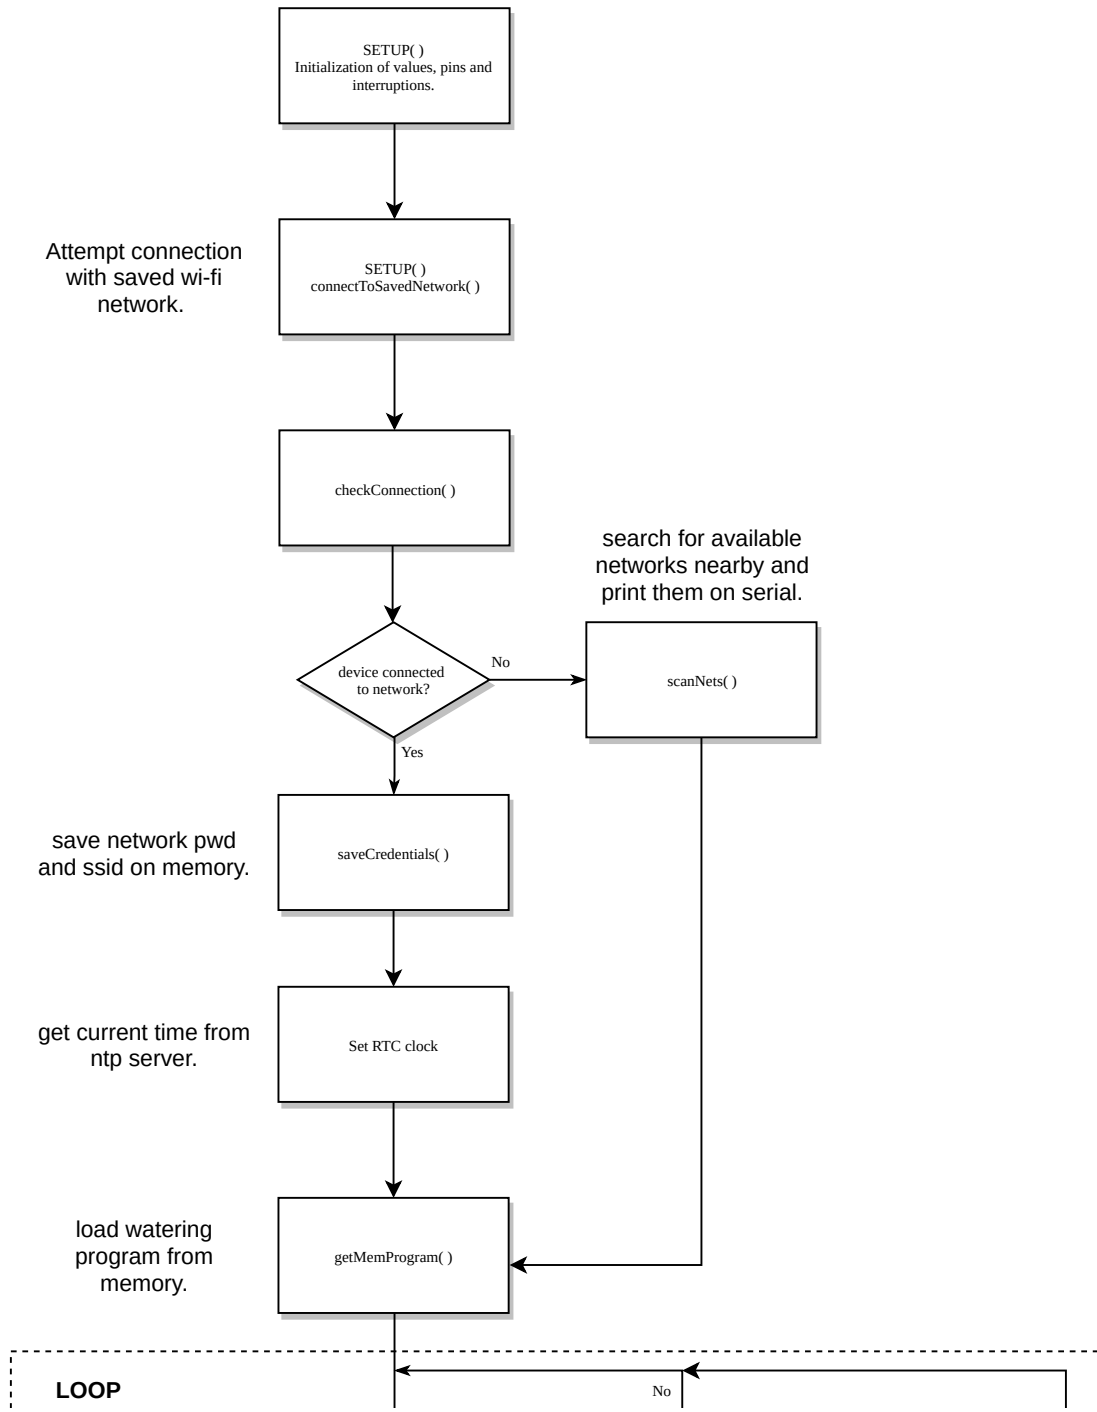 SETUP( )
Initialization of values, pins and
interruptions.
Attempt connection
with saved wi-fi
network.
SETUP( )
connectToSavedNetwork( )
checkConnection( )
search for available
networks nearby and
print them on serial.
device connected
to network?
No
scanNets( )
Yes
save network pwd
and ssid on memory.
saveCredentials( )
get current time from
ntp server.
Set RTC clock
load watering
program from
memory.
getMemProgram( )
LOOP
No